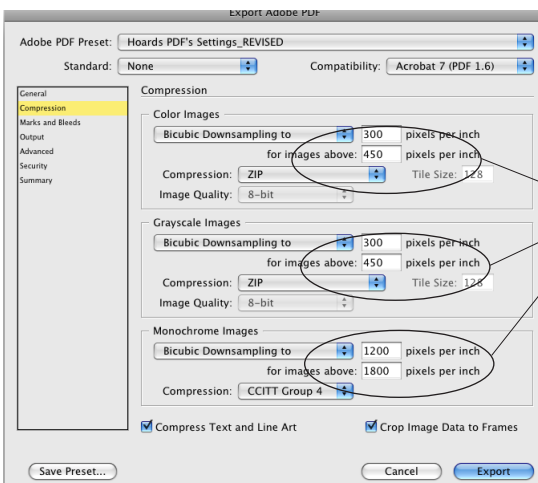 Export Adobe PDF
Adobe PDF Preset: Hoards PDF's Settings_REVISED
Standard: None Compatibility: Acrobat 7 (PDF 1.6)
General
Compression
Marks and Bleeds
Output
Advanced
Security
Summary
Compression
Color Images
Bicubic Downsampling to 300 pixels per inch
for images above: 450 pixels per inch
Compression: ZIP Tile Size: 128
Image Quality: 8-bit
Grayscale Images
Bicubic Downsampling to 300 pixels per inch
for images above: 450 pixels per inch
Compression: ZIP Tile Size: 128
Image Quality: 8-bit
Monochrome Images
Bicubic Downsampling to 1200 pixels per inch
for images above: 1800 pixels per inch
Compression: CCITT Group 4
Compress Text and Line Art Crop Image Data to Frames
Save Preset... Cancel Export